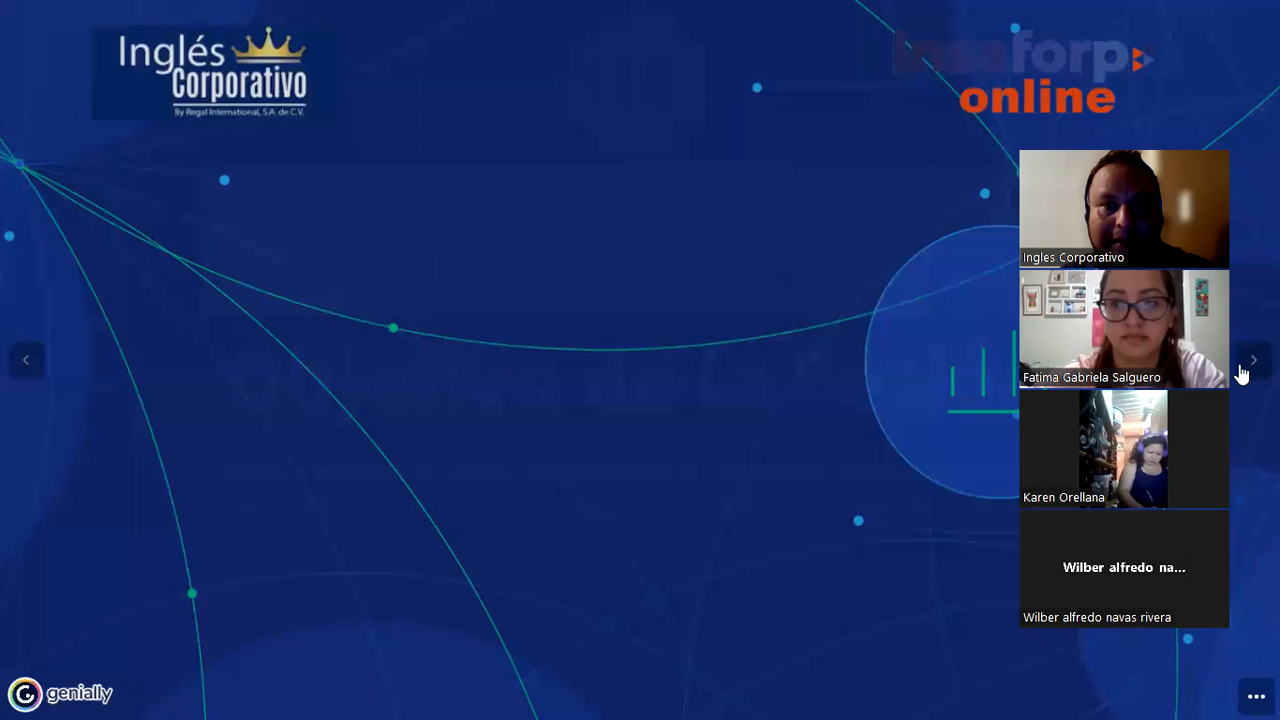 Inglés
Corporativo
By Regal International, S.A. de C.V.
Insaforp
online
Ingles Corporativo
Fatima Gabriela Salguero
Karen Orellana
Wilber alfredo na...
Wilber alfredo navas rivera
genially